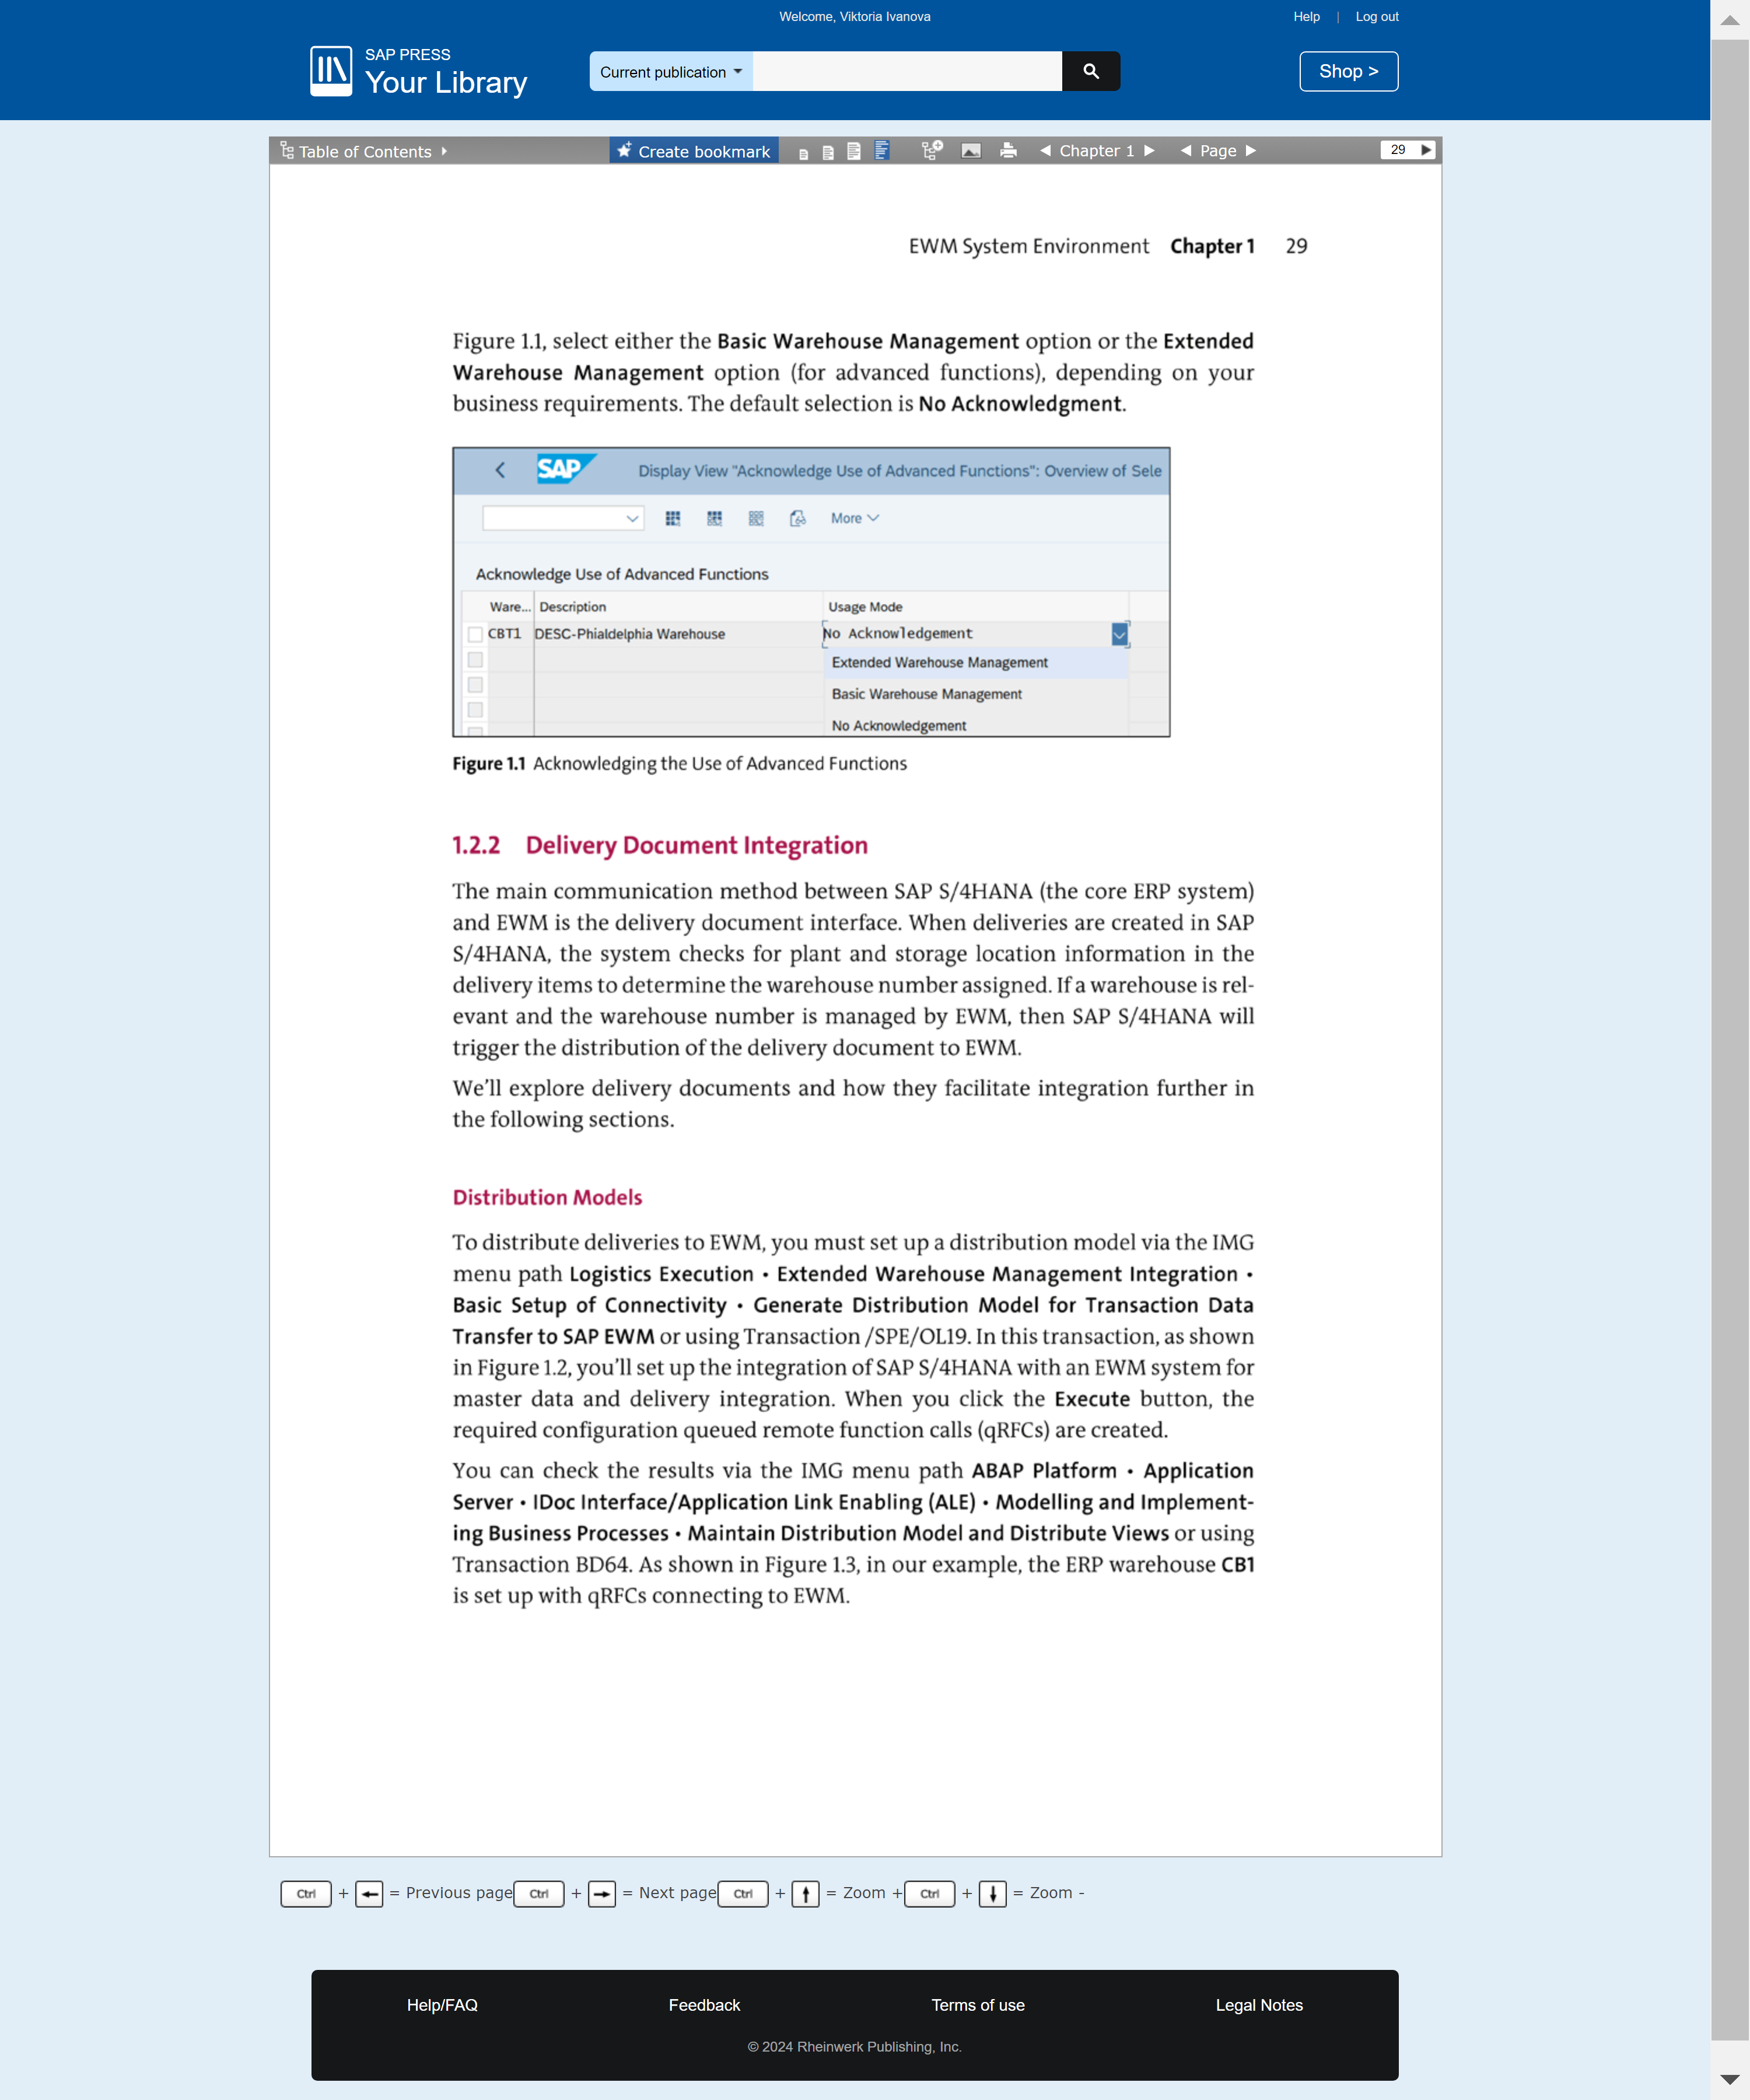 Welcome, Viktoria Ivanova
Help | Log out
SAP PRESS
Your Library
Current publication
Shop >
Table of Contents
Create bookmark
Chapter 1
Page
29
EWM System Environment Chapter 1 29
Figure 1.1, select either the Basic Warehouse Management option or the Extended
Warehouse Management option (for advanced functions), depending on your
business requirements. The default selection is No Acknowledgment.
SAP
Display View "Acknowledge Use of Advanced Functions": Overview of Sele
More
Acknowledge Use of Advanced Functions
Ware... Description Usage Mode
CBT1 DESC-Phialdelphia Warehouse No Acknowledgement
Extended Warehouse Management
Basic Warehouse Management
No Acknowledgement
Figure 1.1 Acknowledging the Use of Advanced Functions
1.2.2 Delivery Document Integration
The main communication method between SAP S/4HANA (the core ERP system)
and EWM is the delivery document interface. When deliveries are created in SAP
S/4HANA, the system checks for plant and storage location information in the
delivery items to determine the warehouse number assigned. If a warehouse is rel-
evant and the warehouse number is managed by EWM, then SAP S/4HANA will
trigger the distribution of the delivery document to EWM.
We'll explore delivery documents and how they facilitate integration further in
the following sections.
Distribution Models
To distribute deliveries to EWM, you must set up a distribution model via the IMG
menu path Logistics Execution • Extended Warehouse Management Integration •
Basic Setup of Connectivity • Generate Distribution Model for Transaction Data
Transfer to SAP EWM or using Transaction /SPE/OL19. In this transaction, as shown
in Figure 1.2, you'll set up the integration of SAP S/4HANA with an EWM system for
master data and delivery integration. When you click the Execute button, the
required configuration queued remote function calls (qRFCs) are created.
You can check the results via the IMG menu path ABAP Platform • Application
Server • IDoc Interface/Application Link Enabling (ALE) • Modelling and Implement-
ing Business Processes • Maintain Distribution Model and Distribute Views or using
Transaction BD64. As shown in Figure 1.3, in our example, the ERP warehouse CB1
is set up with qRFCs connecting to EWM.
Ctrl + ← = Previous page Ctrl + → = Next page Ctrl + ↑ = Zoom + Ctrl + ↓ = Zoom -
Help/FAQ Feedback Terms of use Legal Notes
© 2024 Rheinwerk Publishing, Inc.